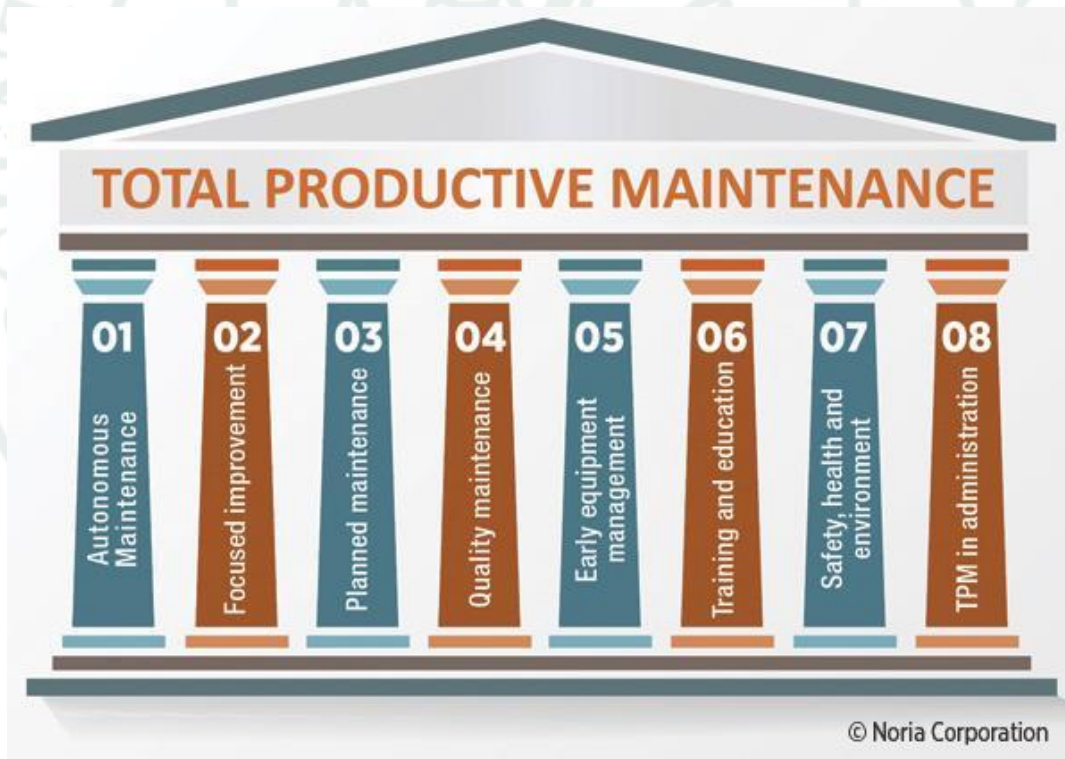 TOTAL PRODUCTIVE MAINTENANCE
01
Autonomous
Maintenance
02
Focused improvement
03
Planned maintenance
04
Quality maintenance
05
Early equipment
management
06
Training and education
07
Safety, health and
environment
08
TPM in administration
© Noria Corporation